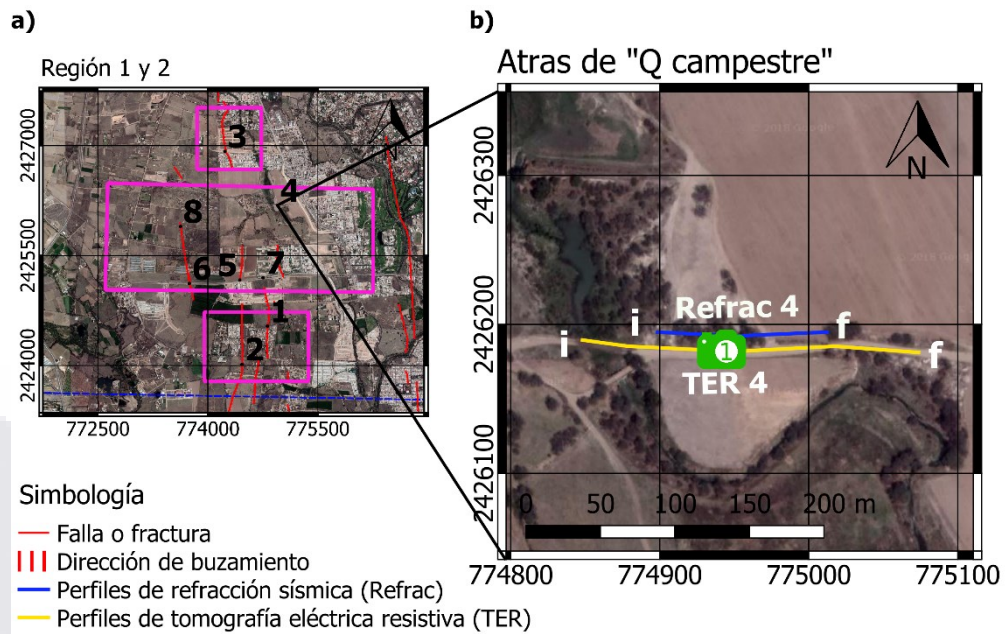 a)
Región 1 y 2
2427000
2425500
2424000
3
4
8
6
5
7
1
2
772500
774000
775500
b)
Atras de "Q campestre"
2426300
2426200
2426100
N
Refrac 4
i
f
i
1
f
TER 4
0
50
100
150
200 m
774800
774900
775000
775100
Simbología
Falla o fractura
Dirección de buzamiento
Perfiles de refracción sísmica (Refrac)
Perfiles de tomografía eléctrica resistiva (TER)